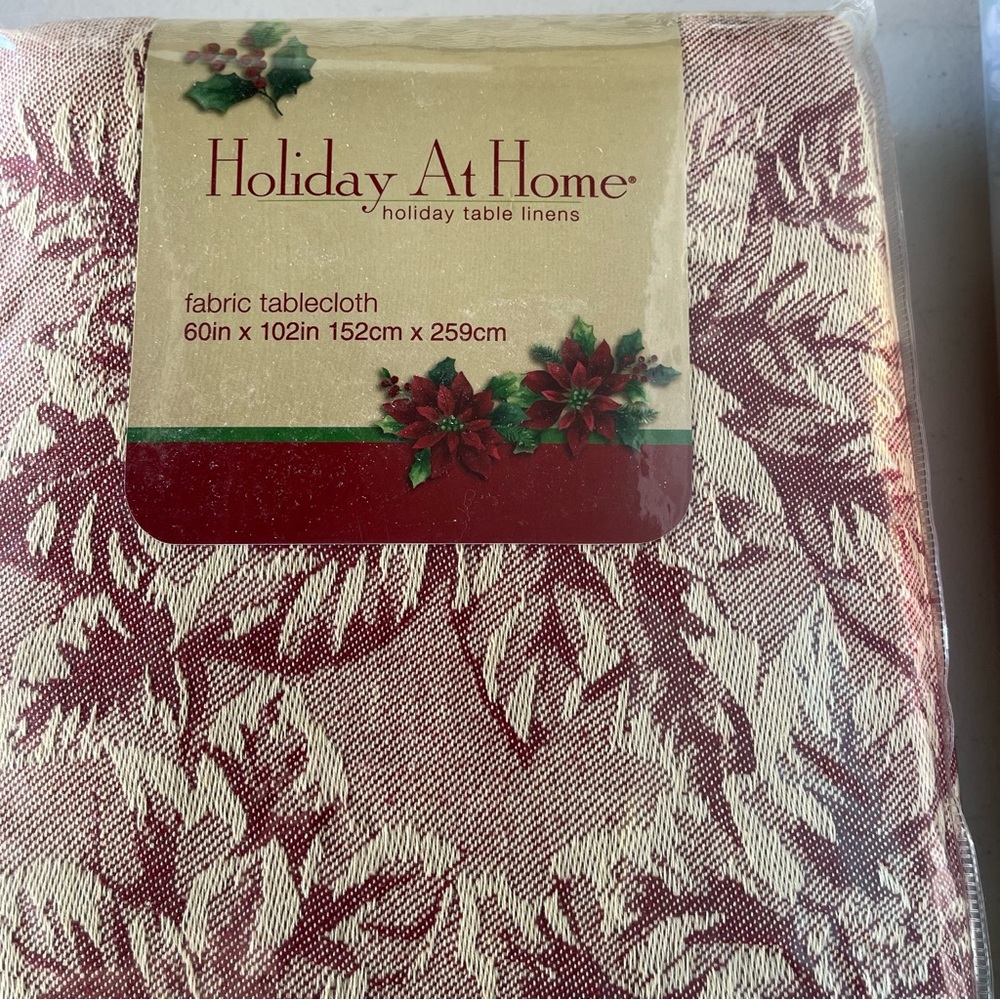 Holiday At Home®
holiday table linens
fabric tablecloth
60in x 102in 152cm x 259cm